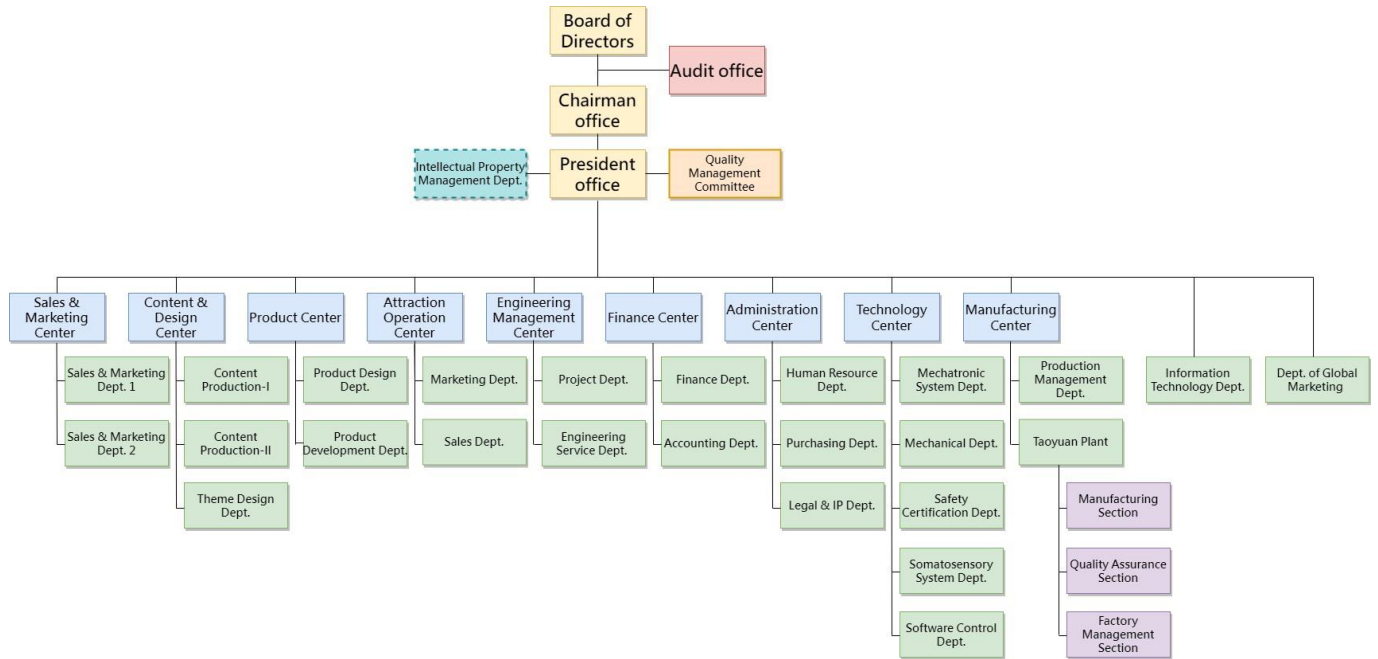 Board of
Directors
Audit office
Chairman
office
Intellectual Property
Management Dept.
President
office
Quality
Management
Committee
Sales &
Marketing
Center
Content &
Design
Center
Product Center
Attraction
Operation
Center
Engineering
Management
Center
Finance Center
Administration
Center
Technology
Center
Manufacturing
Center
Sales & Marketing
Dept. 1
Content
Production-I
Product Design
Dept.
Marketing Dept.
Project Dept.
Finance Dept.
Human Resource
Dept.
Mechatronic
System Dept.
Production
Management
Dept.
Information
Technology Dept.
Dept. of Global
Marketing
Sales & Marketing
Dept. 2
Content
Production-II
Product
Development Dept.
Sales Dept.
Engineering
Service Dept.
Accounting Dept.
Purchasing Dept.
Mechanical Dept.
Taoyuan Plant
Theme Design
Dept.
Legal & IP Dept.
Safety
Certification Dept.
Manufacturing
Section
Somatosensory
System Dept.
Quality Assurance
Section
Software Control
Dept.
Factory
Management
Section